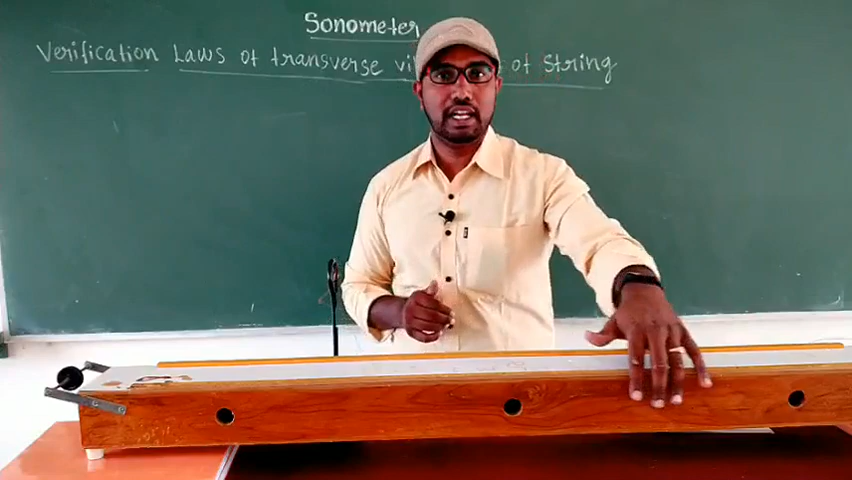 Sonometer
Verification Laws of transverse of String